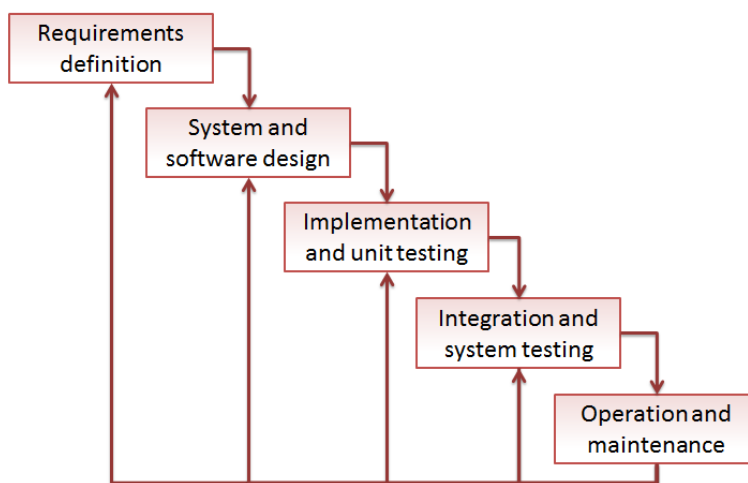 Requirements
definition
System and
software design
Implementation
and unit testing
Integration and
system testing
Operation and
maintenance